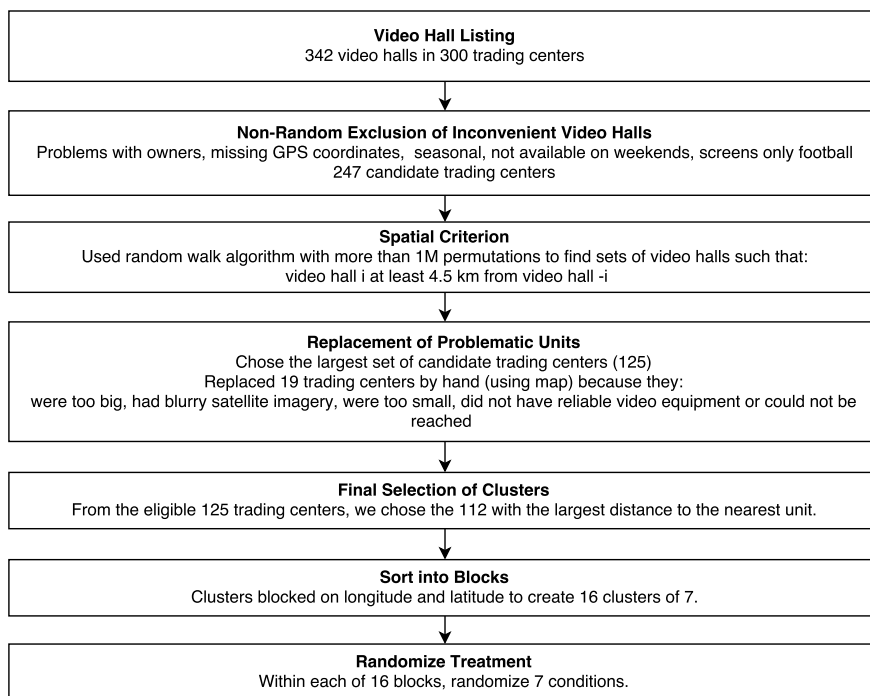 Video Hall Listing
342 video halls in 300 trading centers
Non-Random Exclusion of Inconvenient Video Halls
Problems with owners, missing GPS coordinates, seasonal, not available on weekends, screens only football
247 candidate trading centers
Spatial Criterion
Used random walk algorithm with more than 1M permutations to find sets of video halls such that:
video hall i at least 4.5 km from video hall -i
Replacement of Problematic Units
Chose the largest set of candidate trading centers (125)
Replaced 19 trading centers by hand (using map) because they:
were too big, had blurry satellite imagery, were too small, did not have reliable video equipment or could not be
reached
Final Selection of Clusters
From the eligible 125 trading centers, we chose the 112 with the largest distance to the nearest unit.
Sort into Blocks
Clusters blocked on longitude and latitude to create 16 clusters of 7.
Randomize Treatment
Within each of 16 blocks, randomize 7 conditions.